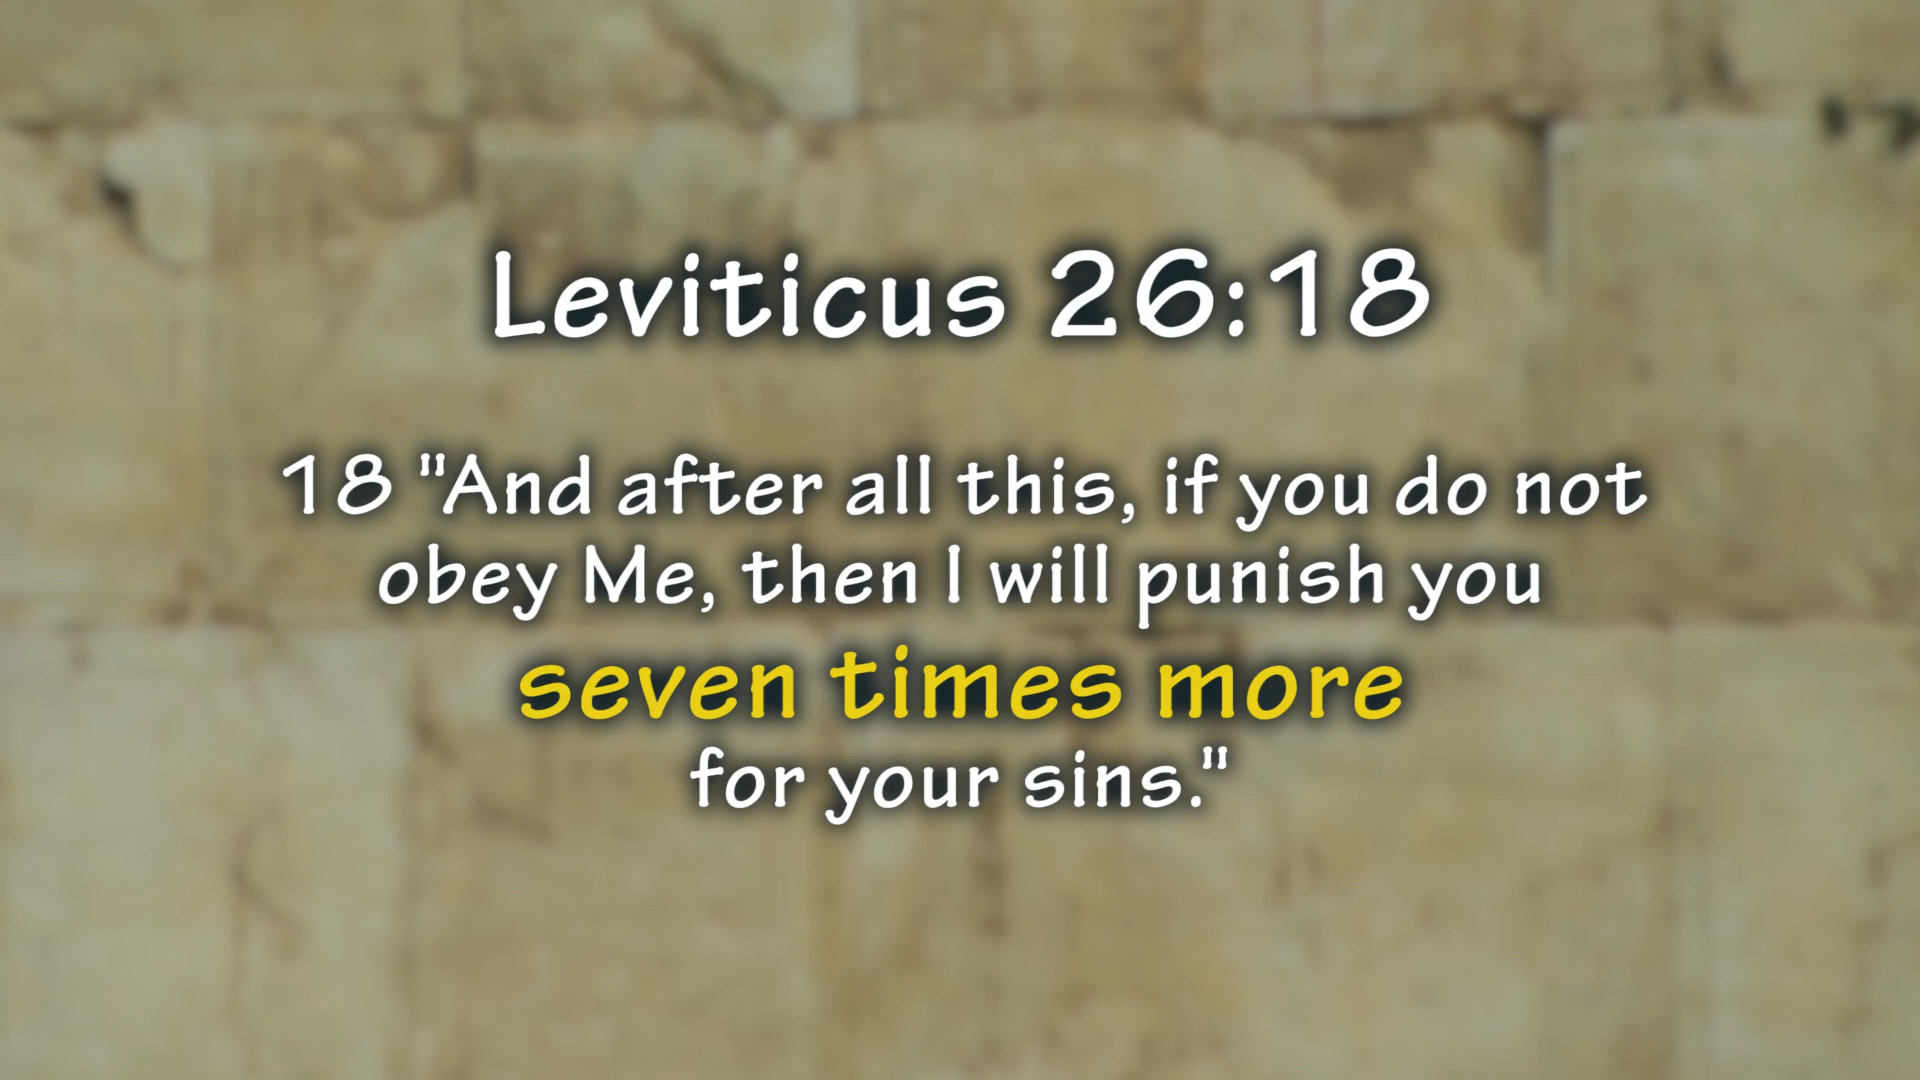 Leviticus 26:18
18 "And after all this, if you do not
obey Me, then I will punish you
seven times more
for your sins."